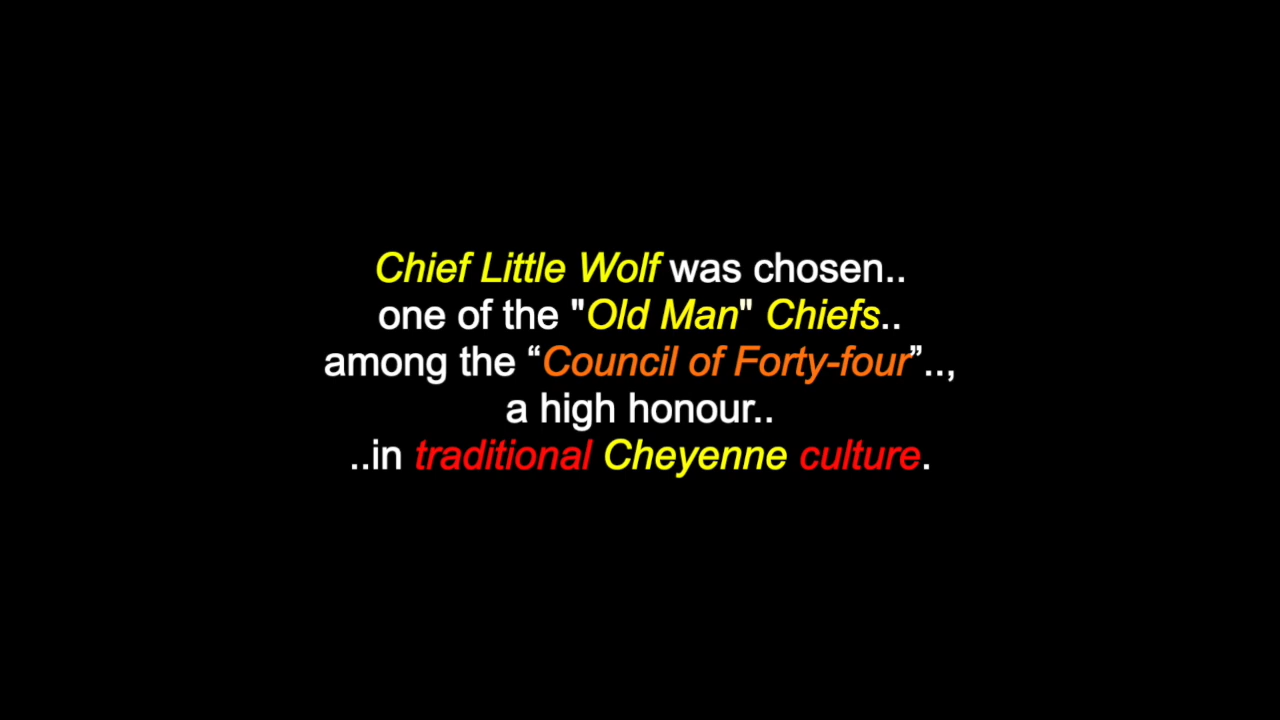 Chief Little Wolf was chosen..
one of the "Old Man" Chiefs..
among the “Council of Forty-four”..,
a high honour..
..in traditional Cheyenne culture.